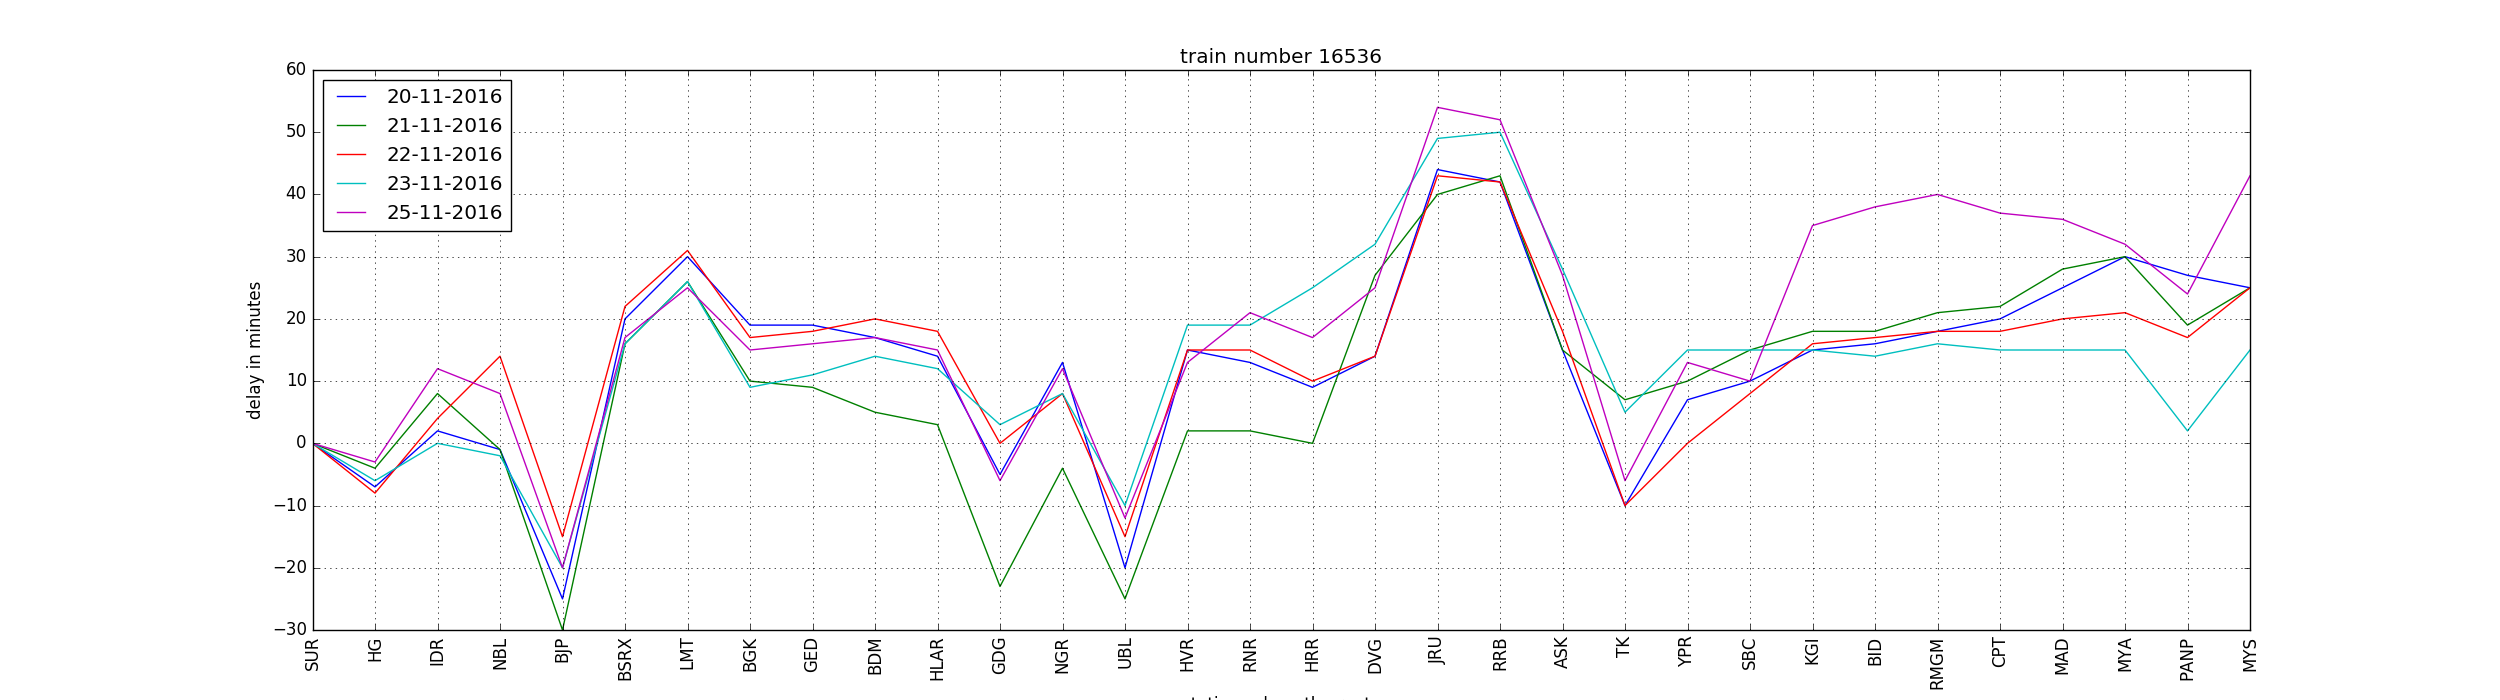 train number 16536
60
50
40
30
20
10
0
−10
−20
−30
delay in minutes
20-11-2016
21-11-2016
22-11-2016
23-11-2016
25-11-2016
SUR
HG
IDR
NBL
BJP
BSRX
LMT
BGK
GED
BDM
HLAR
GDG
NGR
UBL
HVR
RNR
HRR
DVG
JRU
RRB
ASK
TK
YPR
SBC
KGI
BID
RMGM
CPT
MAD
MYA
PANP
MYS